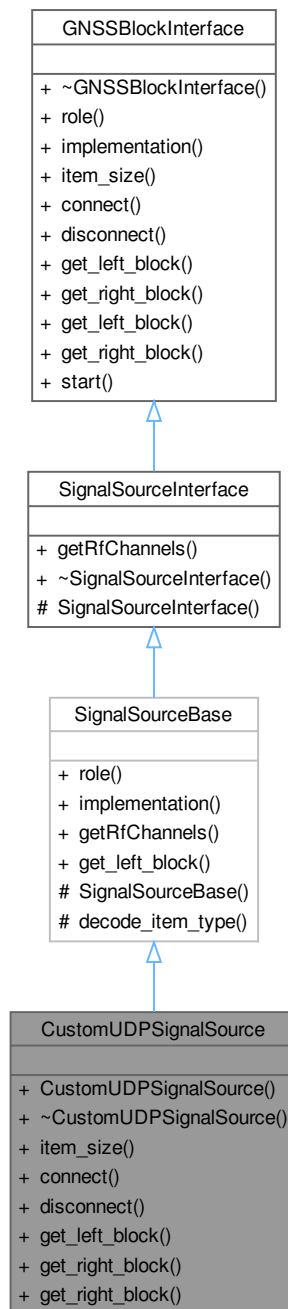 GNSSBlockInterface
+ ~GNSSBlockInterface()
+ role()
+ implementation()
+ item_size()
+ connect()
+ disconnect()
+ get_left_block()
+ get_right_block()
+ get_left_block()
+ get_right_block()
+ start()
SignalSourceInterface
+ getRfChannels()
+ ~SignalSourceInterface()
# SignalSourceInterface()
SignalSourceBase
+ role()
+ implementation()
+ getRfChannels()
+ get_left_block()
# SignalSourceBase()
# decode_item_type()
CustomUDPSignalSource
+ CustomUDPSignalSource()
+ ~CustomUDPSignalSource()
+ item_size()
+ connect()
+ disconnect()
+ get_left_block()
+ get_right_block()
+ get_right_block()